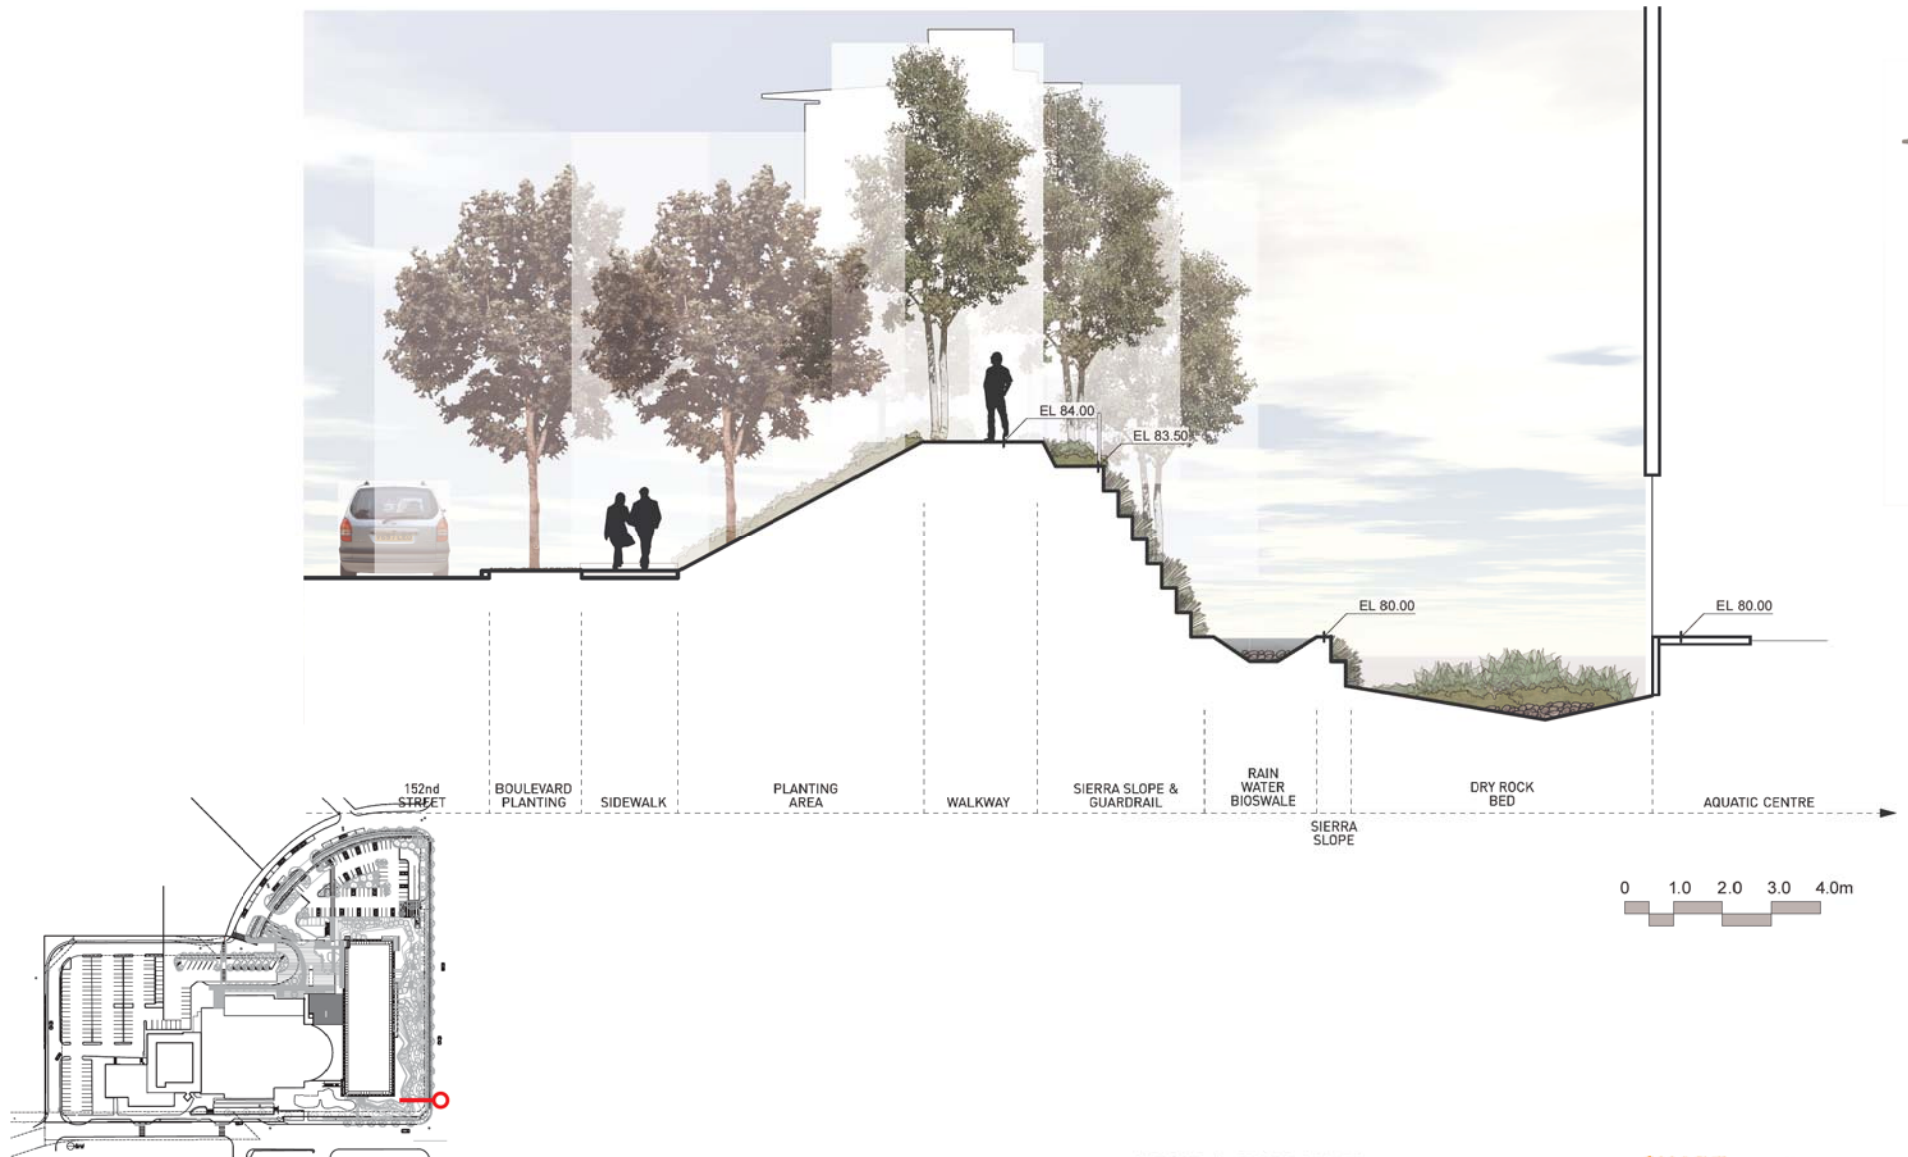 EL 84.00
EL 83.50
EL 80.00
EL 80.00
152nd
STREET
BOULEVARD
PLANTING
SIDEWALK
PLANTING
AREA
WALKWAY
SIERRA SLOPE &
GUARDRAIL
RAIN
WATER
BIOSWALE
SIERRA
SLOPE
DRY ROCK
BED
AQUATIC CENTRE
0 1.0 2.0 3.0 4.0m